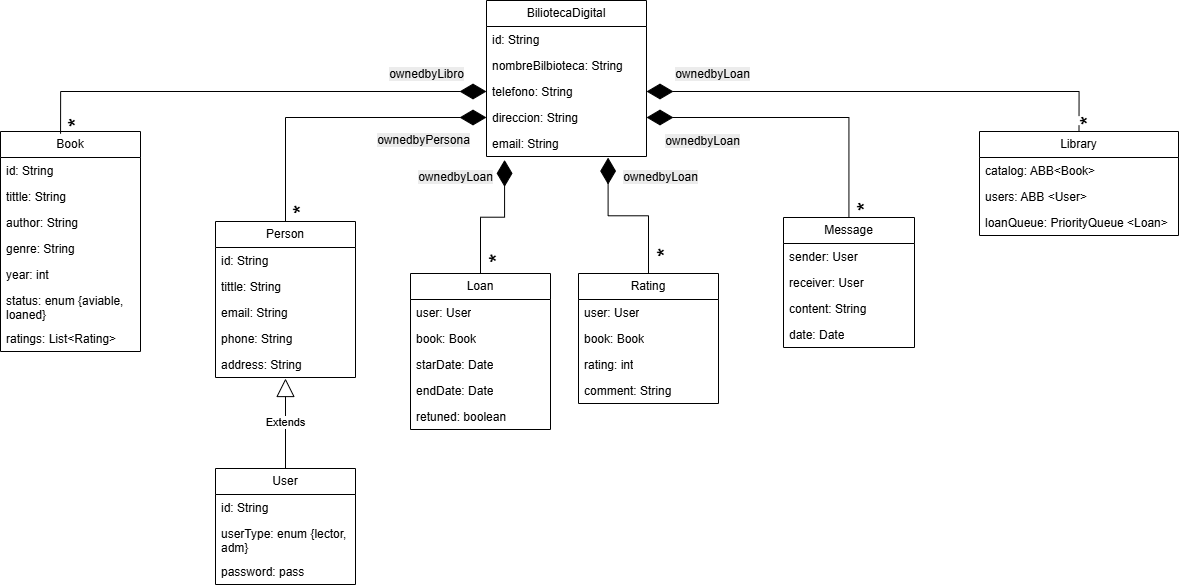 BiliotecaDigital
id: String
nombreBilbioteca: String
telefono: String
direccion: String
email: String
ownedbyLibro
ownedbyPersona
ownedbyLoan
ownedbyLoan
ownedbyLoan
ownedbyLoan
*
Book
id: String
tittle: String
author: String
genre: String
year: int
status: enum {aviable,
loaned}
ratings: List<Rating>
*
Person
id: String
tittle: String
email: String
phone: String
address: String
Extends
User
id: String
userType: enum {lector,
adm}
password: pass
*
Loan
user: User
book: Book
starDate: Date
endDate: Date
retuned: boolean
*
Rating
user: User
book: Book
rating: int
comment: String
*
Message
sender: User
receiver: User
content: String
date: Date
*
Library
catalog: ABB<Book>
users: ABB <User>
loanQueue: PriorityQueue <Loan>